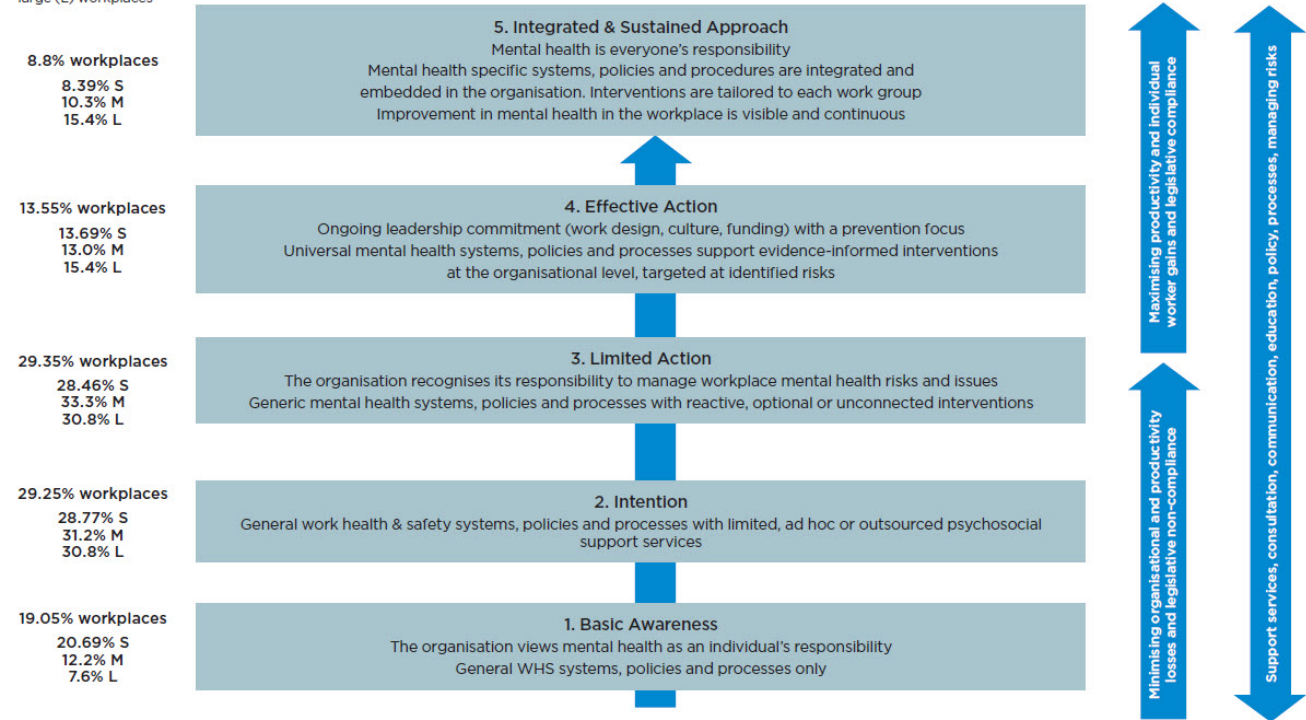 large (L) workplaces
8.8% workplaces
8.39% S
10.3% M
15.4% L
5. Integrated & Sustained Approach
Mental health is everyone’s responsibility
Mental health specific systems, policies and procedures are integrated and
embedded in the organisation. Interventions are tailored to each work group
Improvement in mental health in the workplace is visible and continuous
13.55% workplaces
13.69% S
13.0% M
15.4% L
4. Effective Action
Ongoing leadership commitment (work design, culture, funding) with a prevention focus
Universal mental health systems, policies and processes support evidence-informed interventions
at the organisational level, targeted at identified risks
29.35% workplaces
28.46% S
33.3% M
30.8% L
3. Limited Action
The organisation recognises its responsibility to manage workplace mental health risks and issues
Generic mental health systems, policies and processes with reactive, optional or unconnected interventions
29.25% workplaces
28.77% S
31.2% M
30.8% L
2. Intention
General work health & safety systems, policies and processes with limited, ad hoc or outsourced psychosocial
support services
19.05% workplaces
20.69% S
12.2% M
7.6% L
1. Basic Awareness
The organisation views mental health as an individual’s responsibility
General WHS systems, policies and processes only
Maximising productivity and individual
worker gains and legislative compliance
Minimising organisational and productivity
losses and legislative non-compliance
Support services, consultation, communication, education, policy, processes, managing risks